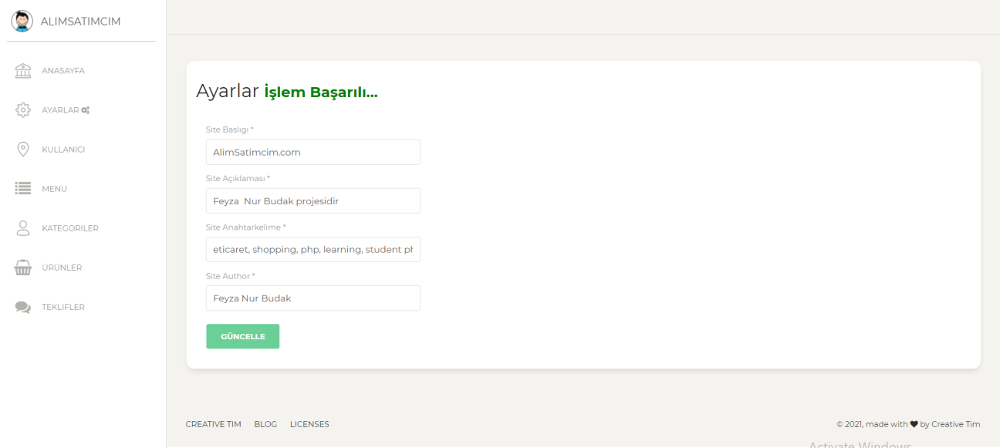 ALIMSATIMCIM
ANASAYFA
AYARLAR
KULLANICI
MENU
KATEGORILER
ÜRÜNLER
TEKLIFLER
Ayarlar İşlem Başarılı...
Site Baslıgı *
AlimSatimcim.com
Site Açıklaması *
Feyza Nur Budak projesidir
Site Anahtarkelime *
eticaret, shopping, php, learning, student ph
Site Author *
Feyza Nur Budak
GÜNCELLE
CREATIVE TIM BLOG LICENSES
© 2021, made with ♥ by Creative Tim
Activate Windows